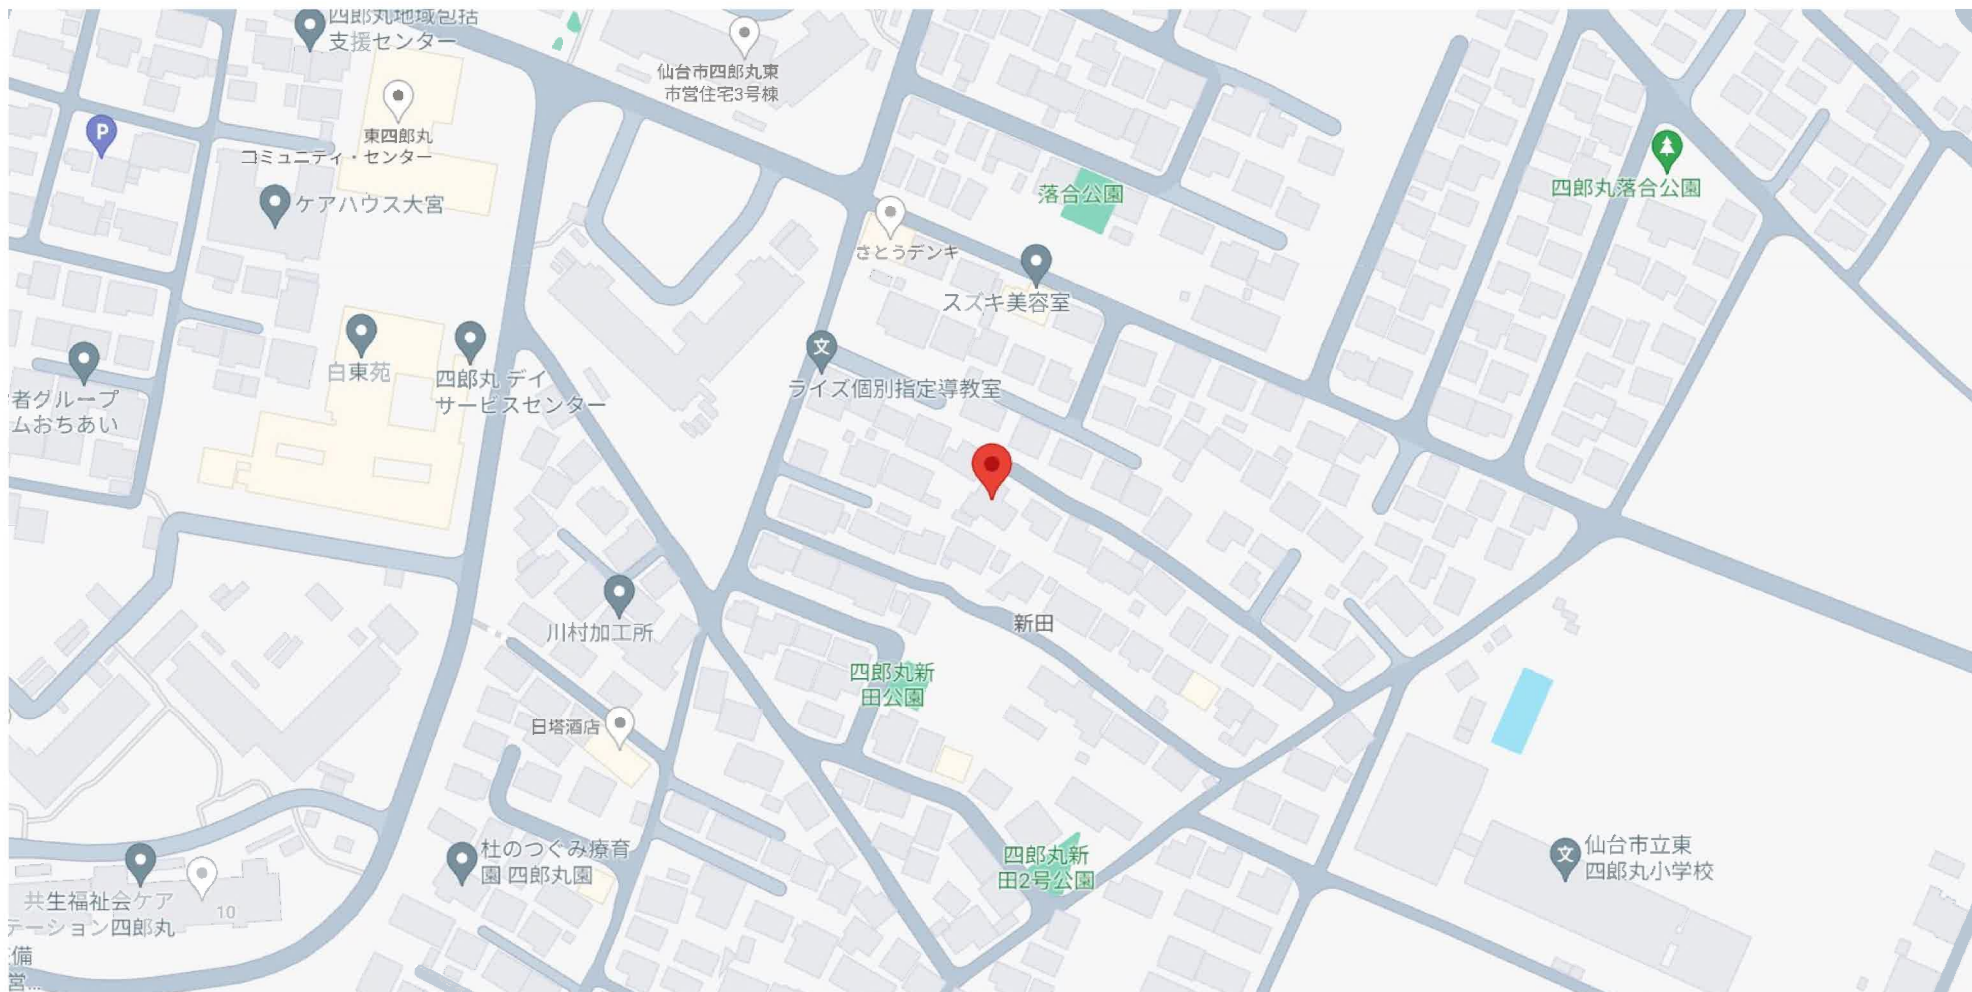 四郎丸地域包括
支援センター
仙台市四郎丸東
市営住宅3号棟
P
東四郎丸
コミュニティ・センター
ケアハウス大宮
落合公園
四郎丸落合公園
さとうデンキ
スズキ美容室
白東苑
四郎丸 デイ
サービスセンター
文
ライズ個別指定導教室
者グループ
ムおちあい
川村加工所
新田
四郎丸新
田公園
日塔酒店
杜のつぐみ療育
園 四郎丸園
四郎丸新
田2号公園
文
仙台市立東
四郎丸小学校
共生福祉会ケア
テーション四郎丸
10
備
営...